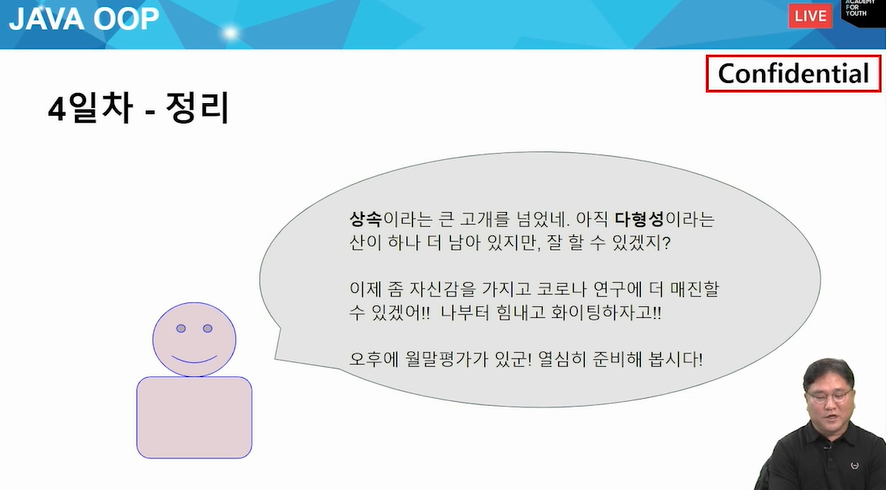 JAVA OOP
LIVE
ACADEMY
FOR
YOUTH
Confidential
4일차 - 정리
상속이라는 큰 고개를 넘었네. 아직 다형성이라는
산이 하나 더 남아 있지만, 잘 할 수 있겠지?
이제 좀 자신감을 가지고 코로나 연구에 더 매진할
수 있겠어!! 나부터 힘내고 화이팅하자고!!
오후에 월말평가가 있군! 열심히 준비해 봅시다!